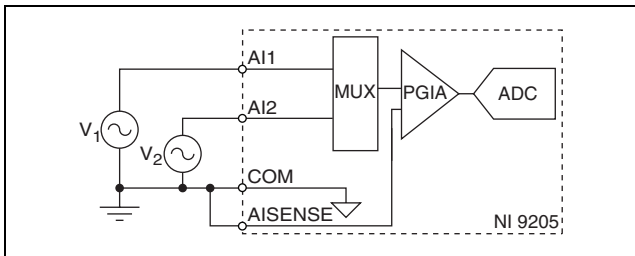 AI1
MUX
PGIA
ADC
AI2
V1
V2
COM
AISENSE
NI 9205